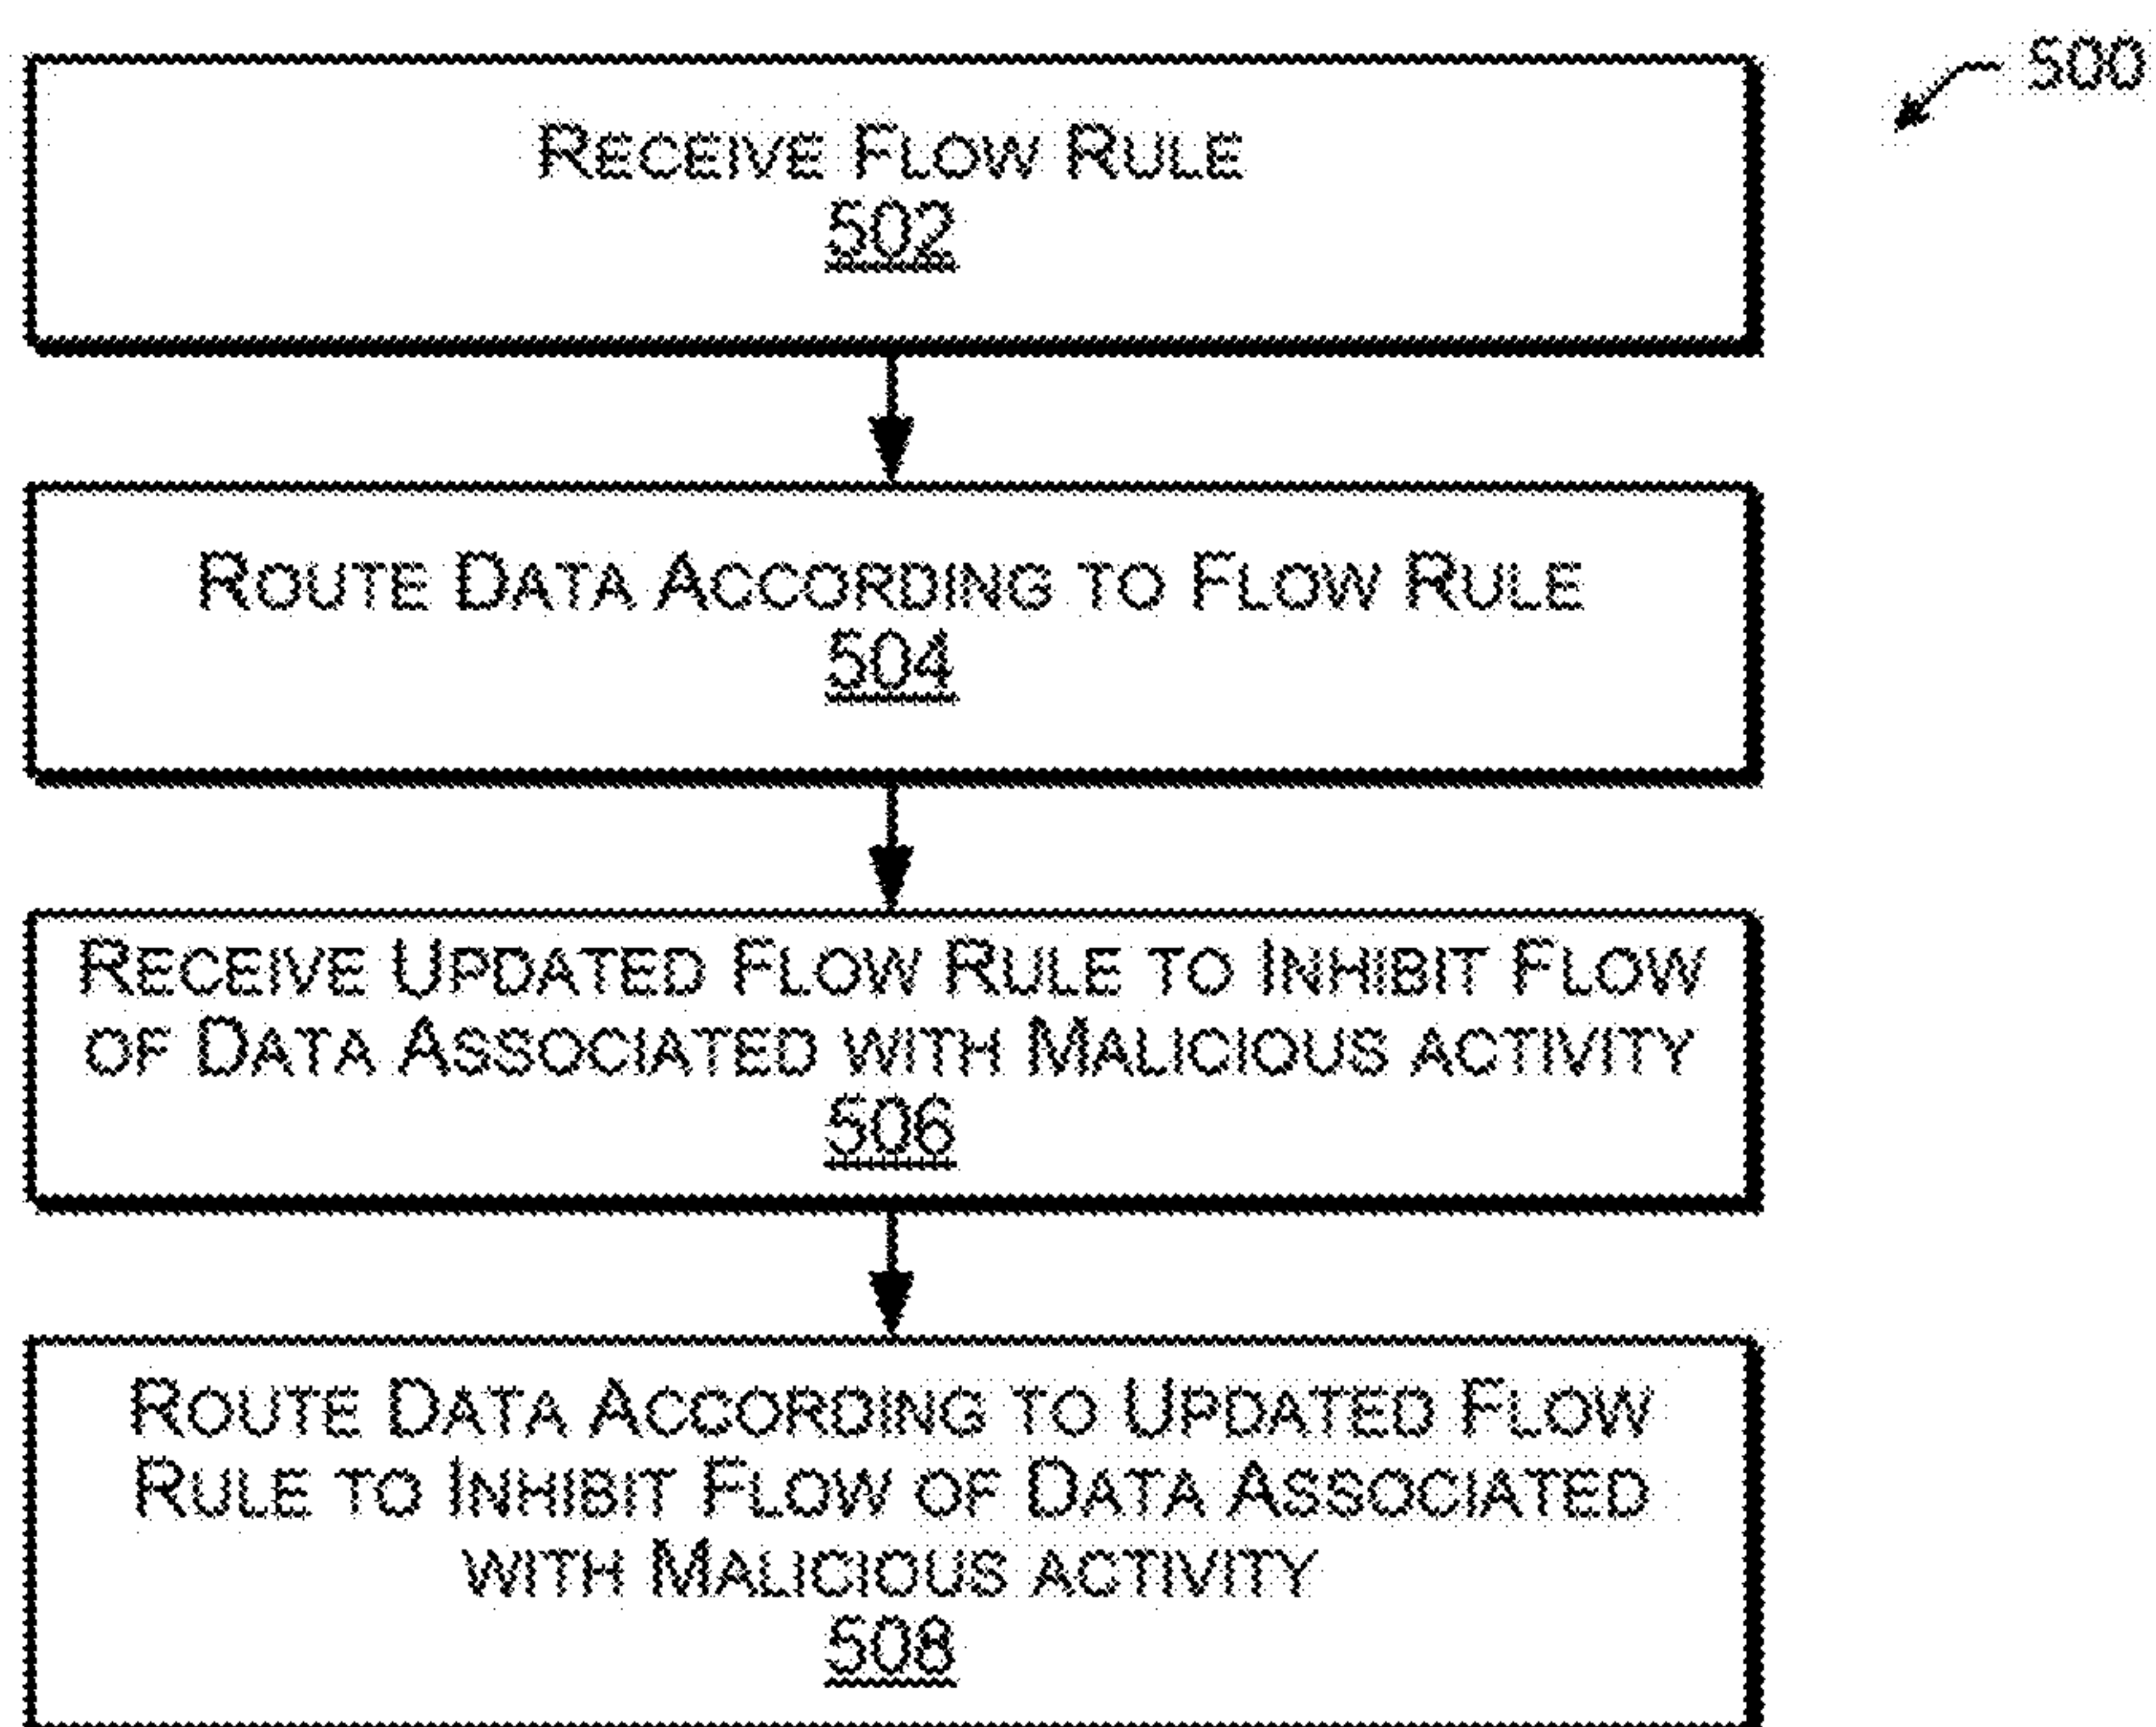 500
RECEIVE FLOW RULE
502
ROUTE DATA ACCORDING TO FLOW RULE
504
RECEIVE UPDATED FLOW RULE TO INHIBIT FLOW
OF DATA ASSOCIATED WITH MALICIOUS ACTIVITY
506
ROUTE DATA ACCORDING TO UPDATED FLOW
RULE TO INHIBIT FLOW OF DATA ASSOCIATED
WITH MALICIOUS ACTIVITY
508